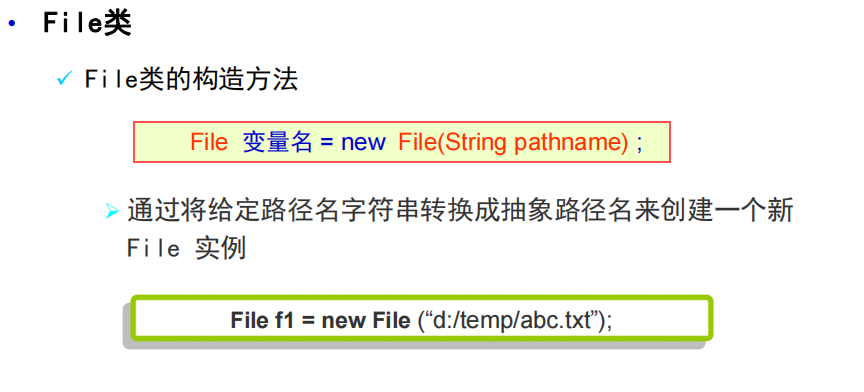 • File类
✓ File类的构造方法
File 变量名 = new File(String pathname) ;
➢ 通过将给定路径名字符串转换成抽象路径名来创建一个新
File 实例
File f1 = new File (“d:/temp/abc.txt”);